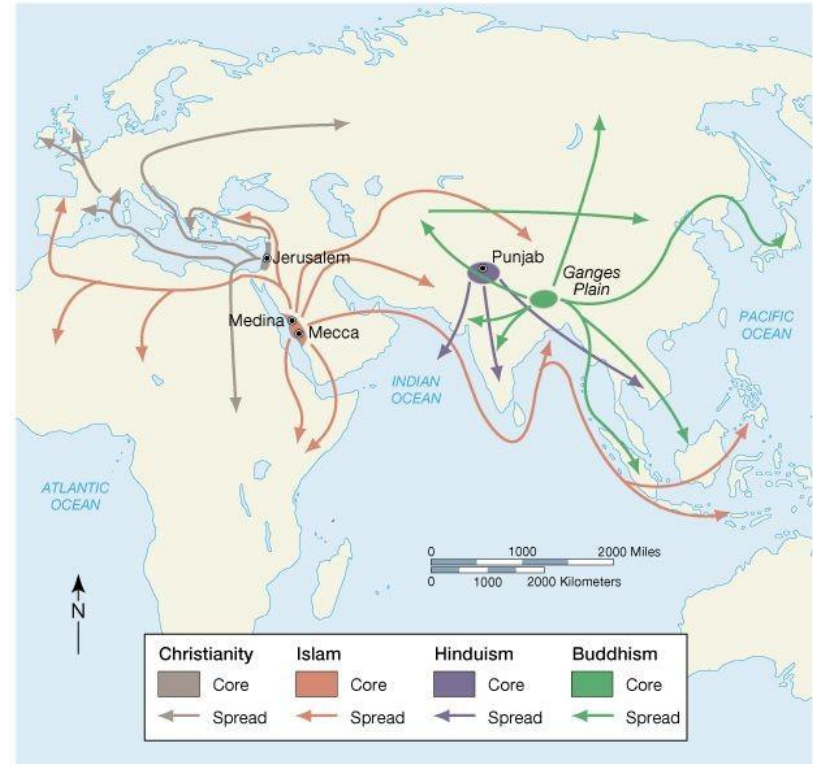 Jerusalem
Punjab
Ganges
Plain
Medina
Mecca
PACIFIC
OCEAN
INDIAN
OCEAN
ATLANTIC
OCEAN
0 1000 2000 Miles
0 1000 2000 Kilometers
N
Christianity Islam Hinduism Buddhism
Core Core Core Core
Spread Spread Spread Spread